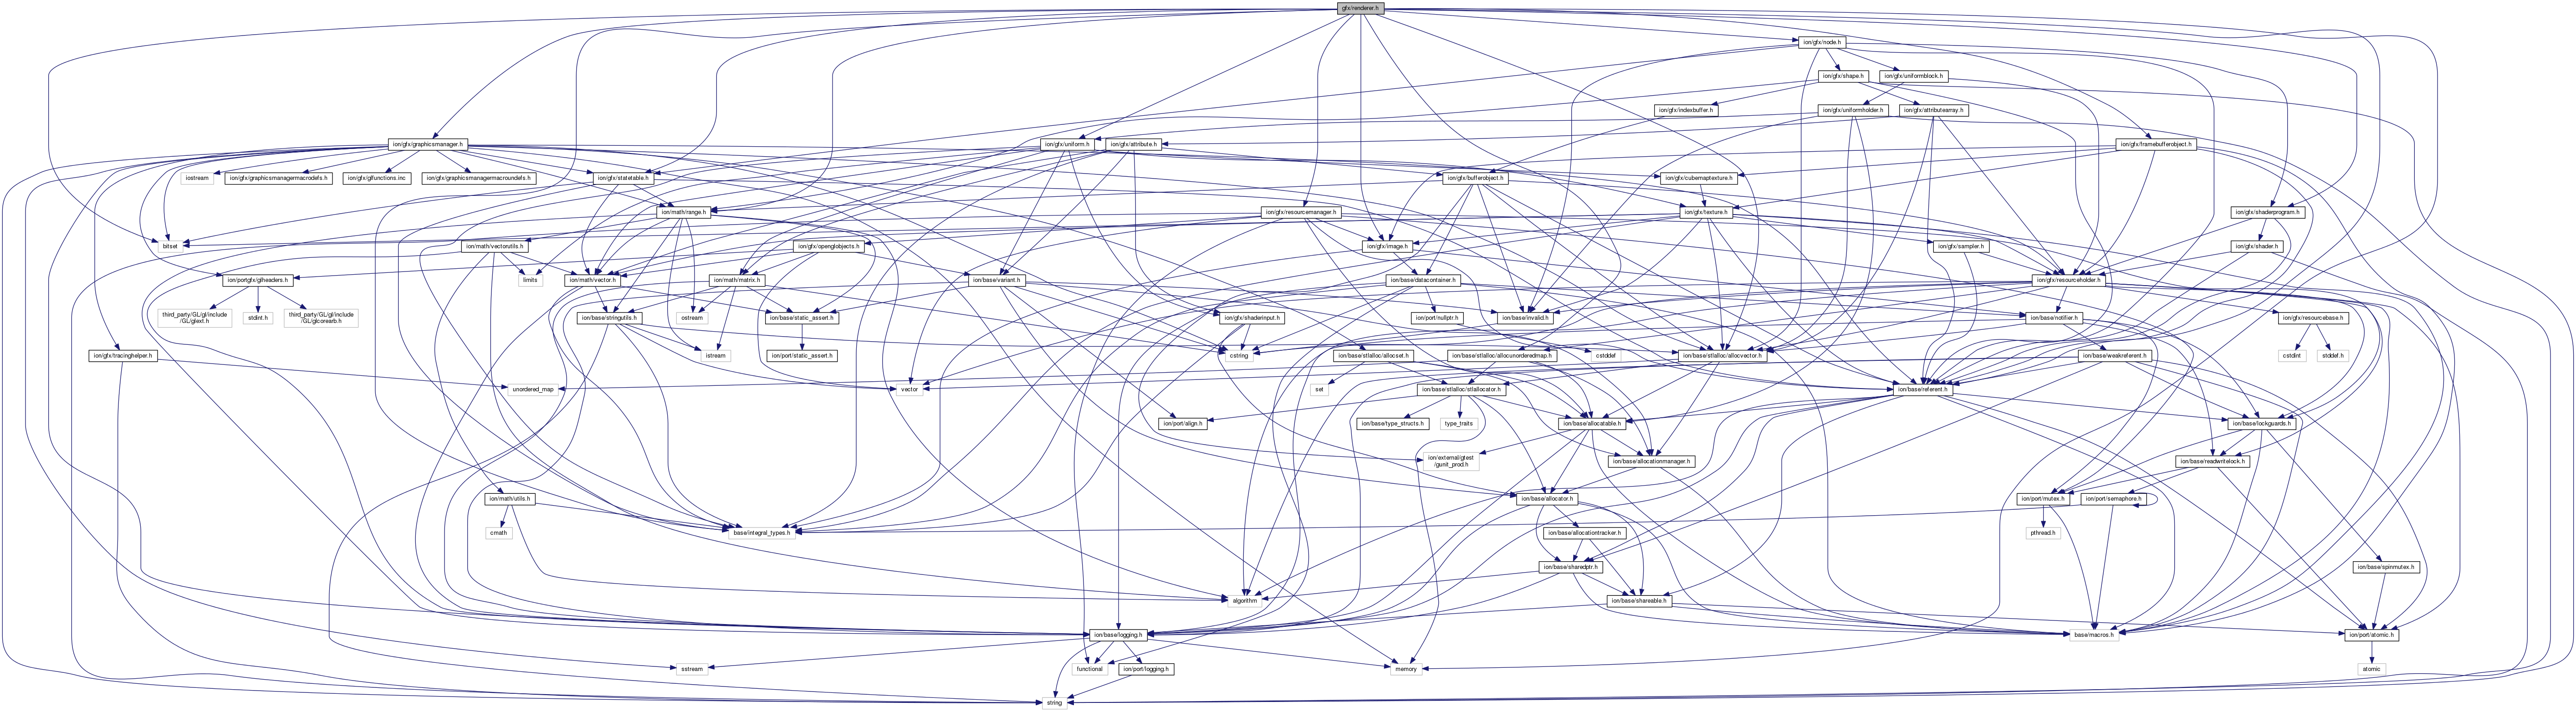 gfx/renderer.h
ion/gfx/node.h
ion/gfx/shape.h
ion/gfx/uniformblock.h
ion/gfx/indexbuffer.h
ion/gfx/uniformholder.h
ion/gfx/attributearray.h
ion/gfx/graphicsmanager.h
ion/gfx/uniform.h
ion/gfx/attribute.h
ion/gfx/framebufferobject.h
iostream
ion/gfx/graphicsmanagermacrodefs.h
ion/gfx/glfunctions.inc
ion/gfx/graphicsmanagermacroundefs.h
ion/gfx/statetable.h
ion/gfx/bufferobject.h
ion/gfx/cubemaptexture.h
ion/math/range.h
ion/gfx/resourcemanager.h
ion/gfx/texture.h
ion/gfx/shaderprogram.h
bitset
ion/math/vectorutils.h
ion/gfx/openglobjects.h
ion/gfx/image.h
ion/gfx/sampler.h
ion/gfx/shader.h
ion/portgfx/glheaders.h
limits
ion/math/vector.h
ion/math/matrix.h
ion/base/variant.h
ion/base/datacontainer.h
ion/gfx/resourceholder.h
third_party/GL/gl/include
/GL/glext.h
stdint.h
third_party/GL/gl/include
/GL/glcorearb.h
ion/base/stringutils.h
ostream
ion/base/static_assert.h
ion/gfx/shaderinput.h
ion/port/nullptr.h
ion/base/invalid.h
ion/base/notifier.h
ion/gfx/resourcebase.h
ion/gfx/tracinghelper.h
istream
ion/port/static_assert.h
cstring
ion/base/stlalloc/allocset.h
ion/base/stlalloc/allocunorderedmap.h
cstddef
ion/base/stlalloc/allocvector.h
ion/base/weakreferent.h
cstdint
stddef.h
unordered_map
vector
set
ion/base/stlalloc/stlallocator.h
ion/base/referent.h
ion/port/align.h
ion/base/type_structs.h
type_traits
ion/base/allocatable.h
ion/base/lockguards.h
ion/external/gtest
/gunit_prod.h
ion/base/allocationmanager.h
ion/base/readwritelock.h
ion/math/utils.h
ion/base/allocator.h
ion/port/mutex.h
ion/port/semaphore.h
cmath
base/integral_types.h
ion/base/allocationtracker.h
pthread.h
ion/base/sharedptr.h
ion/base/spinmutex.h
algorithm
ion/base/shareable.h
ion/base/logging.h
base/macros.h
ion/port/atomic.h
sstream
functional
ion/port/logging.h
memory
atomic
string